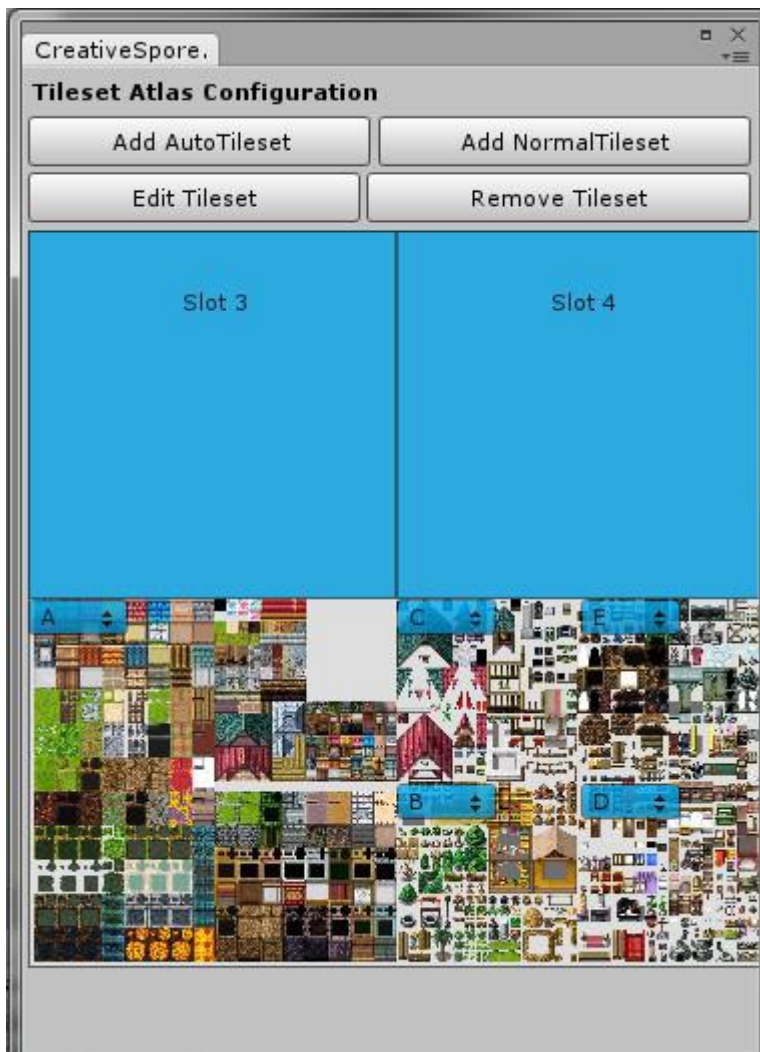 CreativeSpore.
Tileset Atlas Configuration
Add AutoTileset Add NormalTileset
Edit Tileset Remove Tileset
Slot 3 Slot 4
A C E
B D